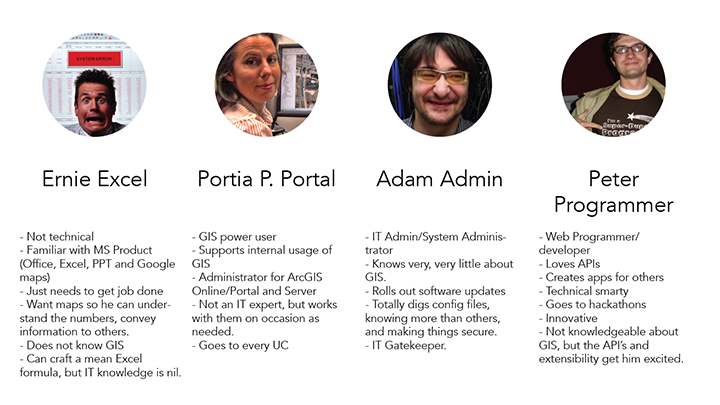 SYSTEM ERROR
I'm a
Ernie Excel
Portia P. Portal
Adam Admin
Peter
Programmer
- Not technical
- Familiar with MS Product
(Office, Excel, PPT and Google
maps)
- Just needs to get job done
- Want maps so he can under-
stand the numbers, convey
information to others.
- Does not know GIS
- Can craft a mean Excel
formula, but IT knowledge is nil.
- GIS power user
- Supports internal usage of
GIS
- Administrator for ArcGIS
Online/Portal and Server
- Not an IT expert, but works
with them on occasion as
needed.
- Goes to every UC
- IT Admin/System Adminis-
trator
- Knows very, very little about
GIS.
- Rolls out software updates
- Totally digs config files,
knowing more than others,
and making things secure.
- IT Gatekeeper.
- Web Programmer/
developer
- Loves APIs
- Creates apps for others
- Technical smarty
- Goes to hackathons
- Innovative
- Not knowledgeable about
GIS, but the API's and
extensibility get him excited.